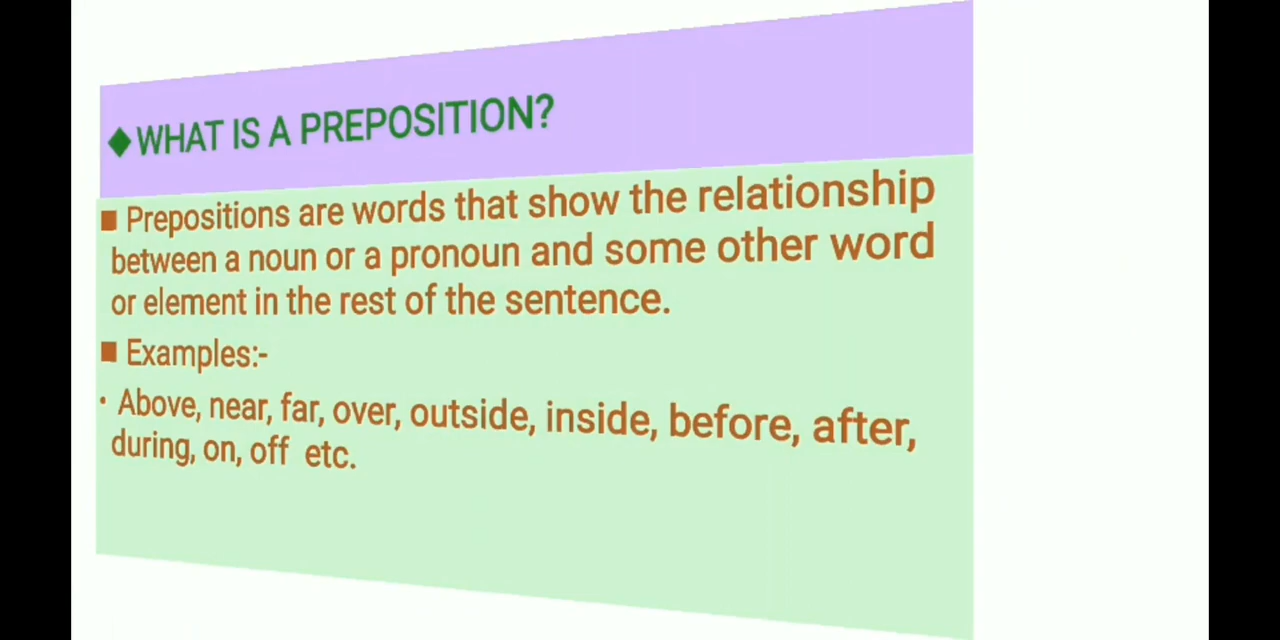 ◆WHAT IS A PREPOSITION?
■ Prepositions are words that show the relationship
between a noun or a pronoun and some other word
or element in the rest of the sentence.
■ Examples:-
• Above, near, far, over, outside, inside, before, after,
during, on, off etc.